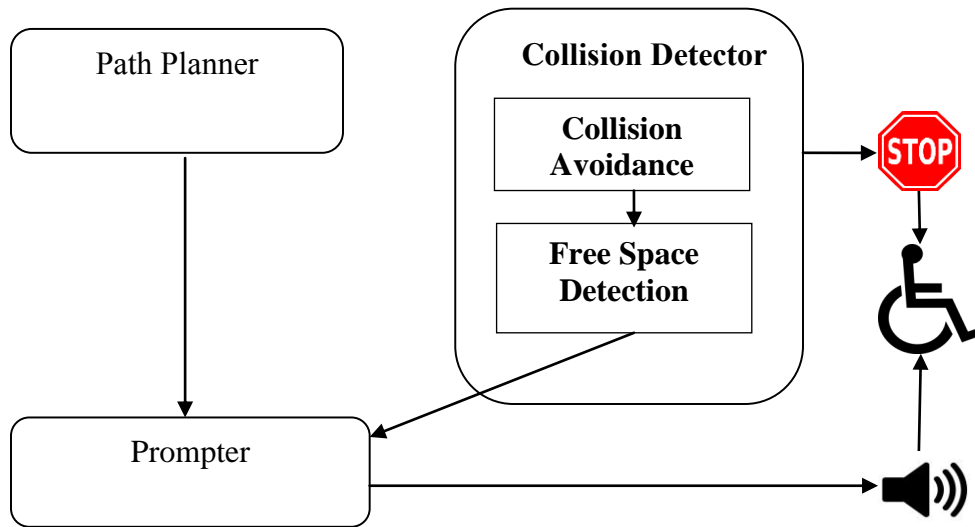 Path Planner
Collision Detector
Collision
Avoidance
STOP
Free Space
Detection
Prompter